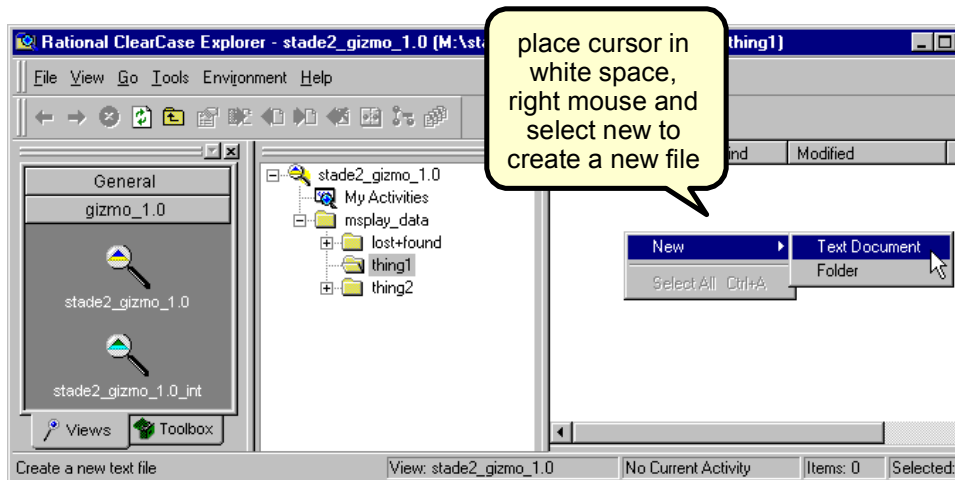 Rational ClearCase Explorer - stade2_gizmo_1.0 (M:\sta
thing1)
place cursor in
white space,
right mouse and
select new to
create a new file
File View Go Tools Environment Help
ind Modified
General
gizmo_1.0
stade2_gizmo_1.0
stade2_gizmo_1.0_int
Views Toolbox
stade2_gizmo_1.0
My Activities
msplay_data
lost+found
thing1
thing2
New
Select All Ctrl+A
Text Document
Folder
Create a new text file View: stade2_gizmo_1.0 No Current Activity Items: 0 Selected: